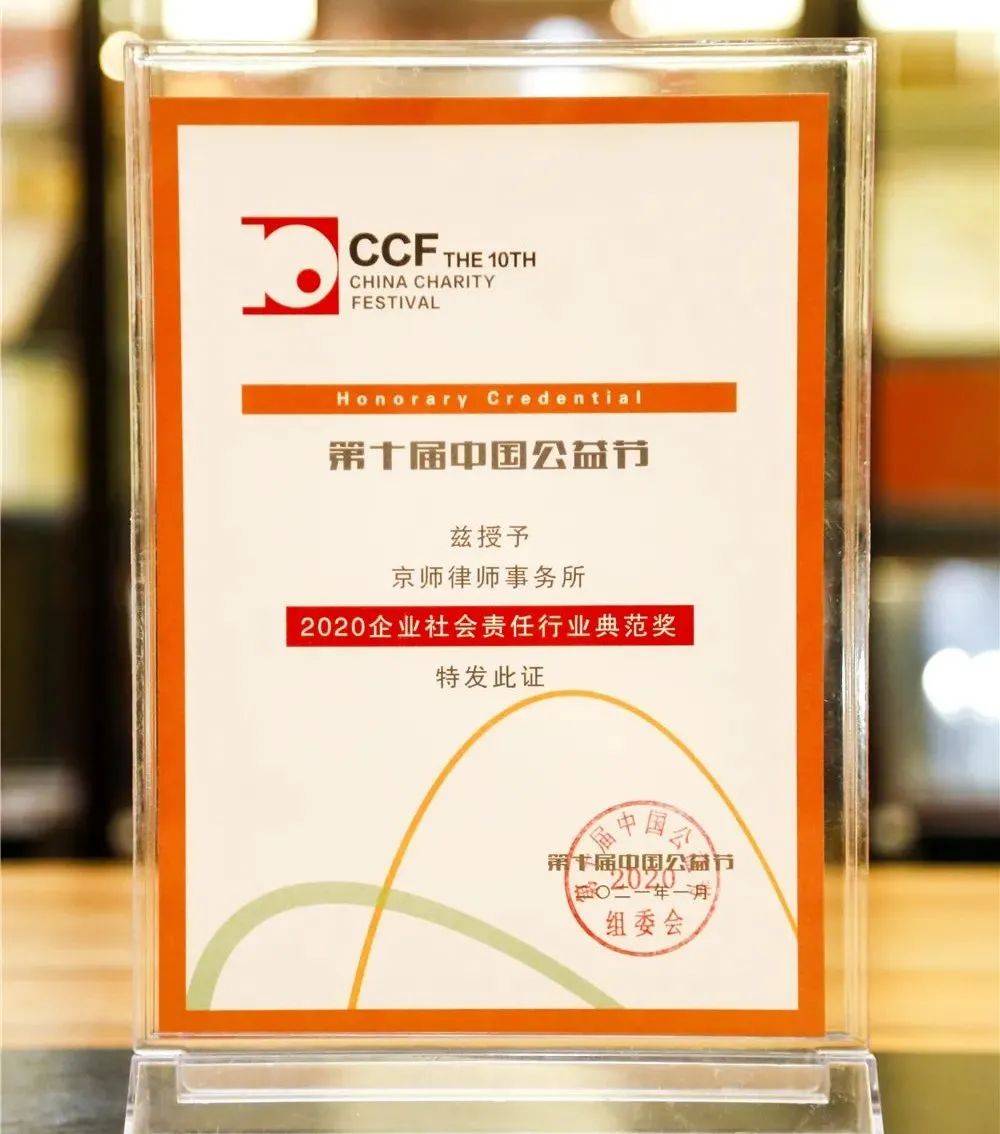 CCF THE 10TH
CHINA CHARITY
FESTIVAL
Honorary Credential
第十届中国公益节
兹授予
京师律师事务所
2020企业社会责任行业典范奖
特发此证
第十届中国公益节
二〇二一年一月
2020
组委会